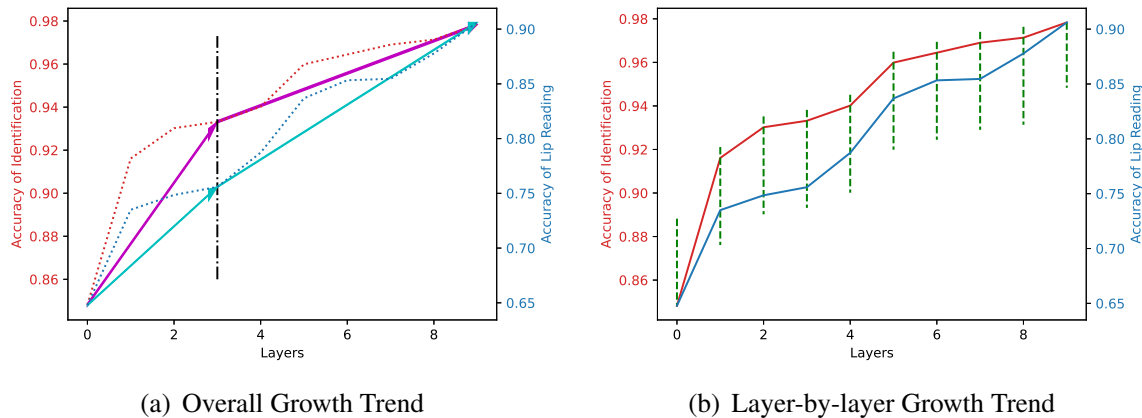 0.98
0.96
0.94
0.92
0.90
0.88
0.86
Accuracy of Identification
0.90
0.85
0.80
0.75
0.70
0.65
Accuracy of Lip Reading
0 2 4 6 8
Layers
(a) Overall Growth Trend
0.98
0.96
0.94
0.92
0.90
0.88
0.86
Accuracy of Identification
0.90
0.85
0.80
0.75
0.70
0.65
Accuracy of Lip Reading
0 2 4 6 8
Layers
(b) Layer-by-layer Growth Trend